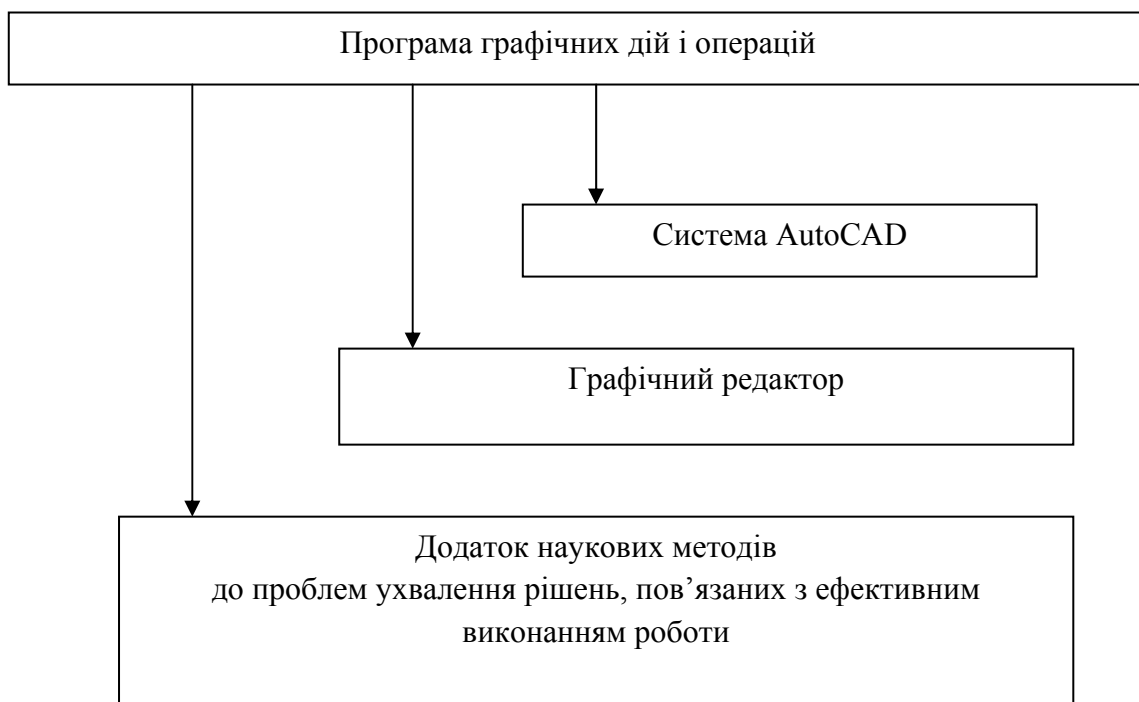 Програма графічних дій і операцій
Система AutoCAD
Графічний редактор
Додаток наукових методів
до проблем ухвалення рішень, пов’язаних з ефективним
виконанням роботи